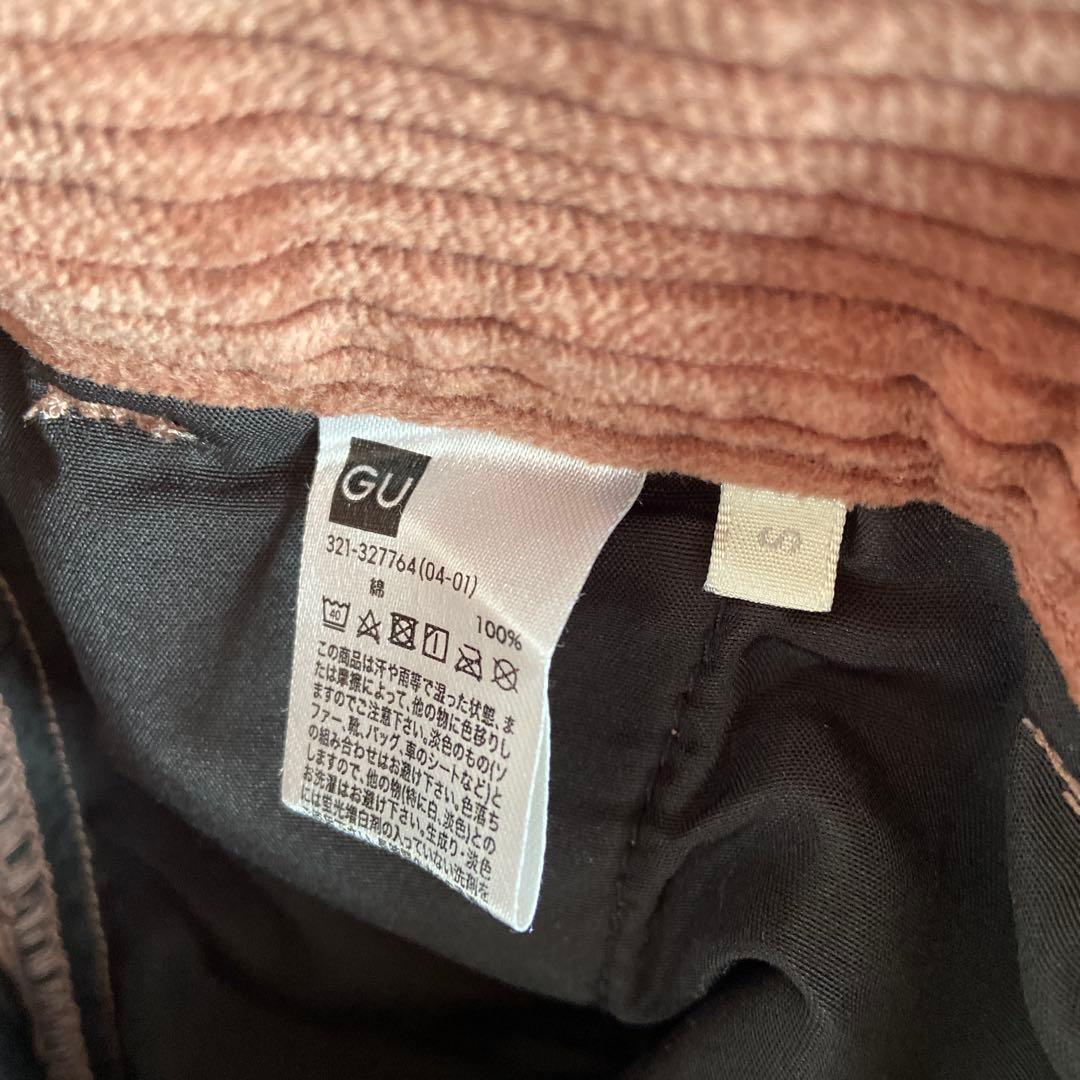 GU
321-327764(04-01)
綿
100%
40
この商品は汗や雨等で湿った状態、ま
たは摩擦によって、他の物に色移りし
ますのでご注意下さい。淡色のもの(ソ
ファー、靴、バッグ、車のシートなど)と
の組み合わせはお避け下さい。色落ち
しますので、他の物(特に白、淡色)との
お洗濯はお避け下さい。生成り・淡色
には蛍光増白剤の入っていない洗剤を
S